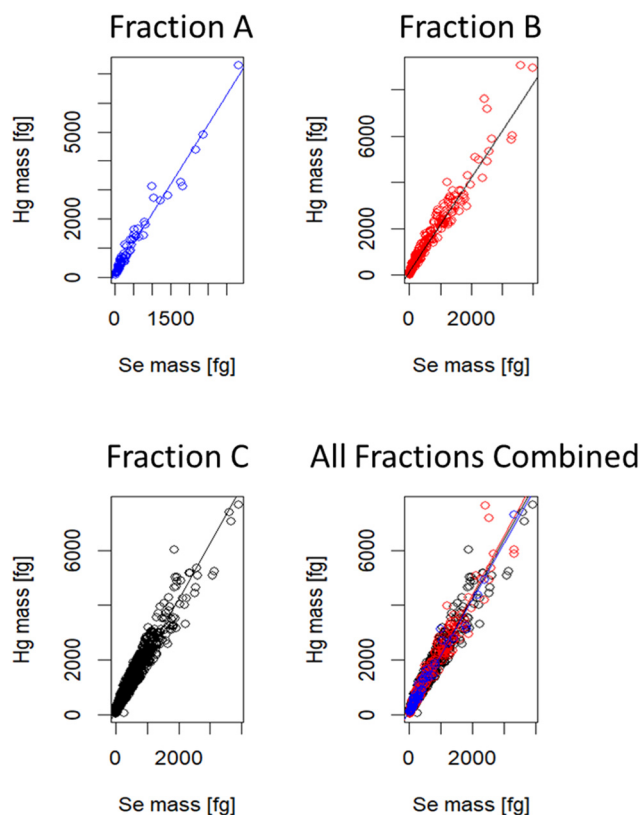 Fraction A
Hg mass [fg]
6000
2000
0
0 1500
Se mass [fg]
Fraction B
Hg mass [fg]
8000
4000
0
0 2000
Se mass [fg]
Fraction C
Hg mass [fg]
6000
2000
0
0 2000
Se mass [fg]
All Fractions Combined
Hg mass [fg]
6000
2000
0
0 2000
Se mass [fg]